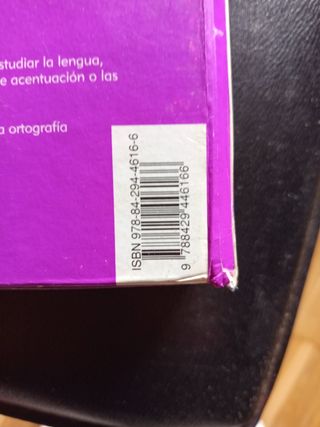 studiar la lengua,
e acentuación o las
a ortografía
ISBN 978-84-294-4616-6
9 788429 446166